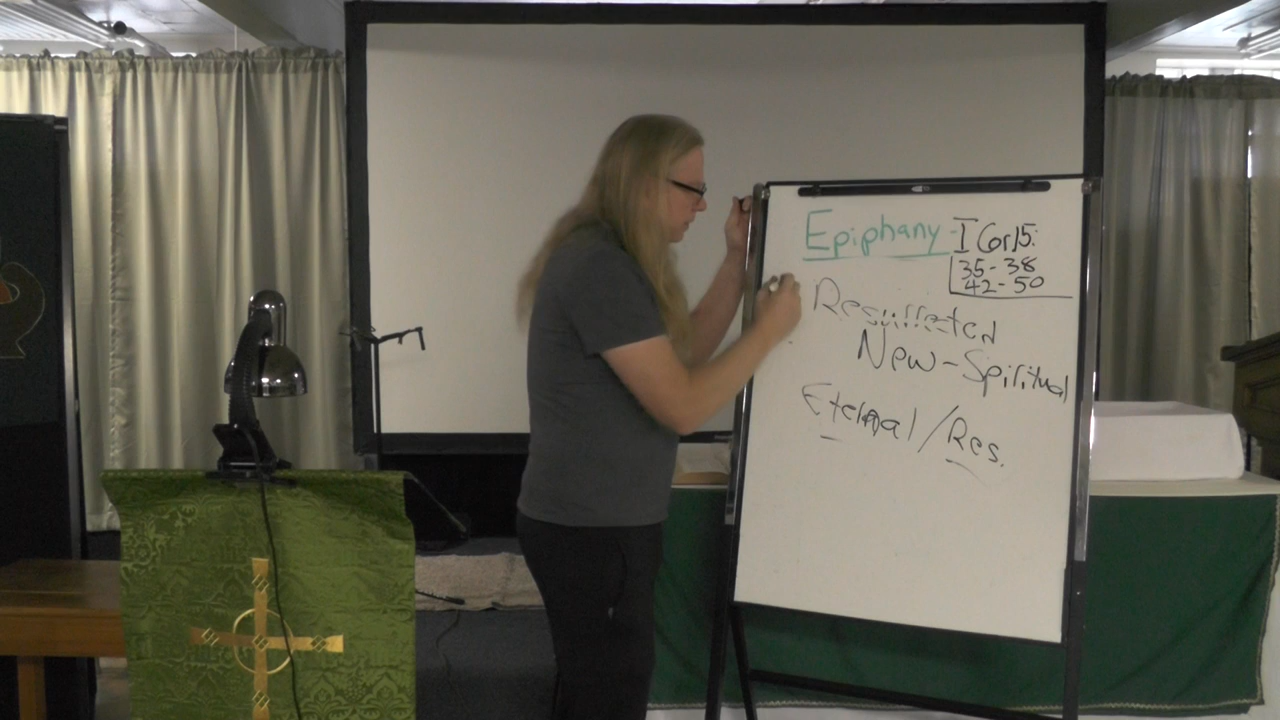 Epiphany - I Cor 15:
35-38
42-50
Resurrected
New-Spiritual
Eternal/Res.